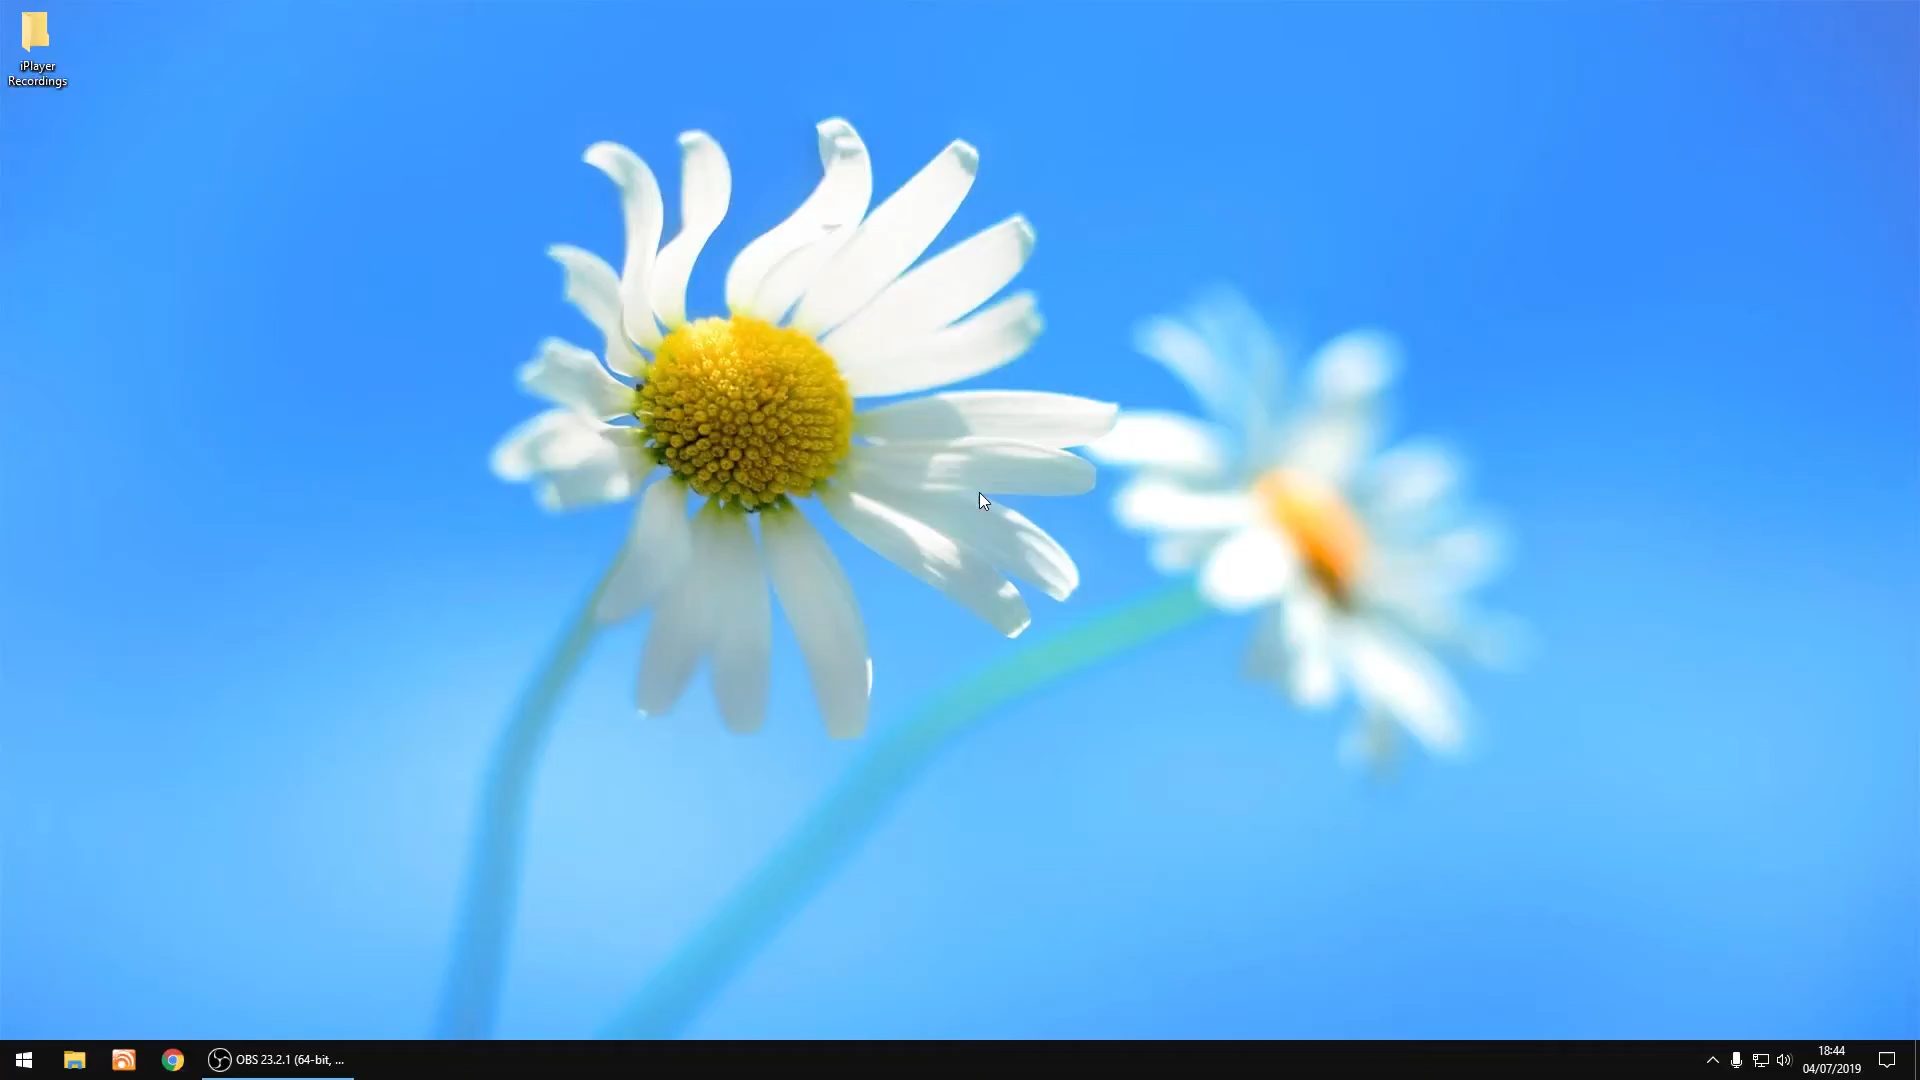 iPlayer
Recordings
OBS 23.2.1 (64-bit, ...
18:44
04/07/2019